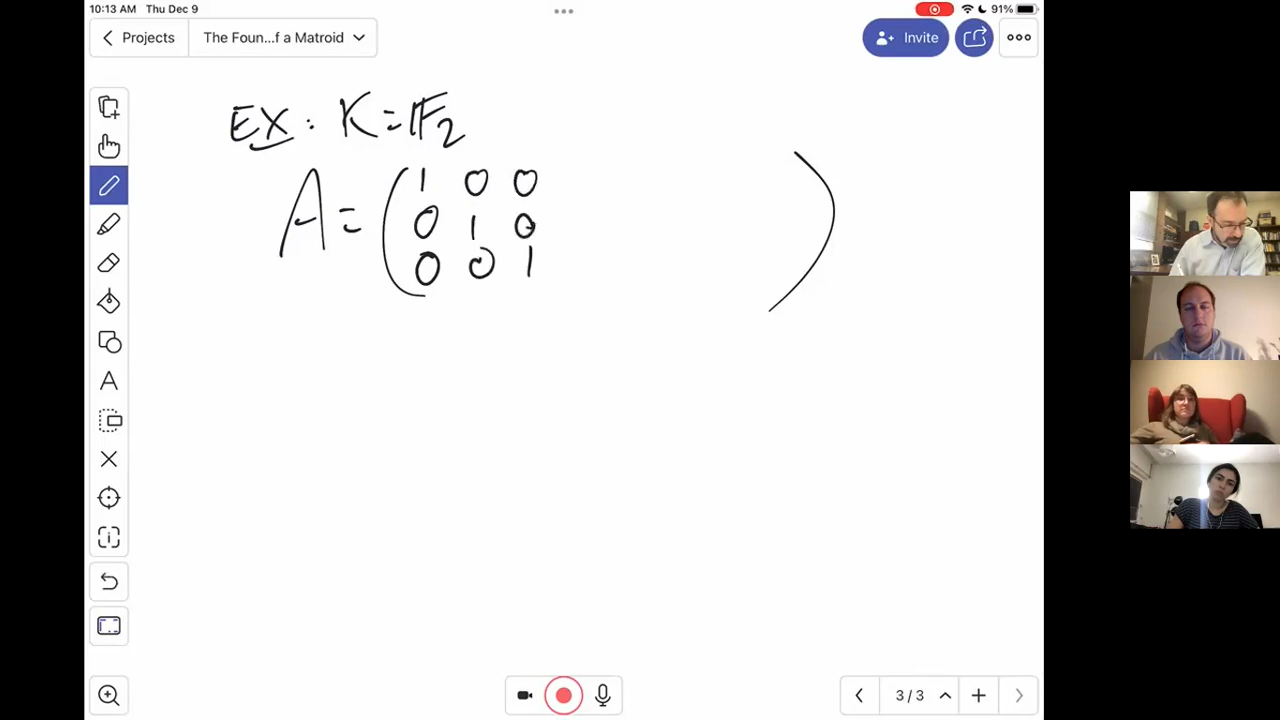 10:13 AM Thu Dec 9
91%
Projects
The Foun...f a Matroid
Invite
EX: K=𝔽₂
A = ( 1 0 0
0 1 0
0 0 1 )
A
3/3